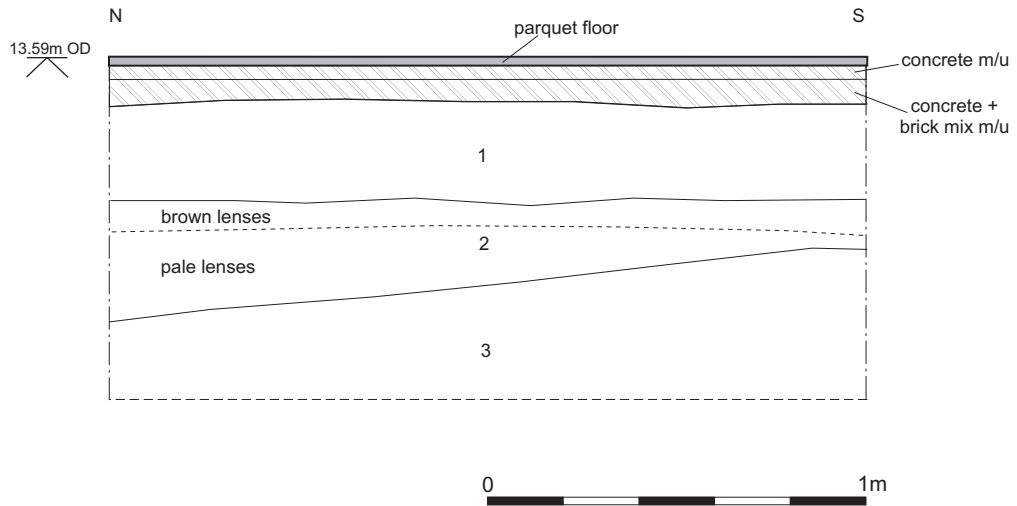 N
S
parquet floor
13.59m OD
concrete m/u
concrete +
brick mix m/u
1
brown lenses
2
pale lenses
3
0
1m